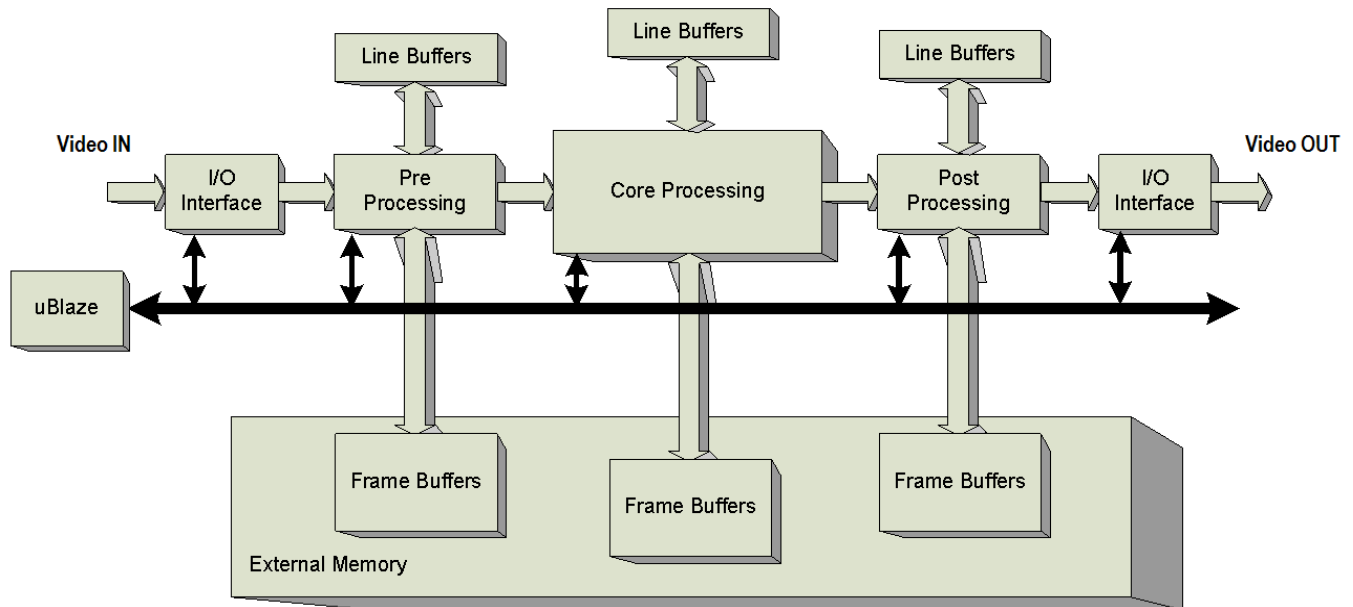 Line Buffers
Line Buffers
Line Buffers
Video IN
Video OUT
I/O
Interface
Pre
Processing
Core Processing
Post
Processing
I/O
Interface
uBlaze
Frame Buffers
Frame Buffers
Frame Buffers
External Memory